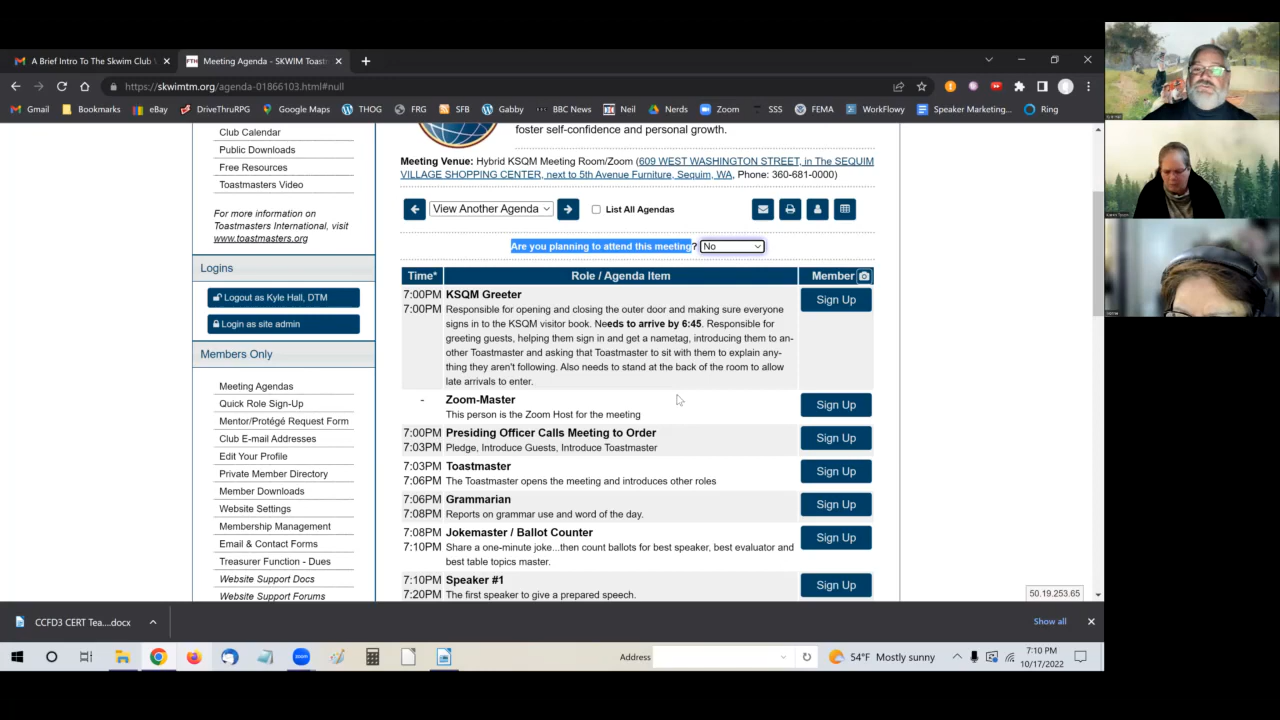 A Brief Intro To The Skwim Club
Meeting Agenda - SKWIM Toastr
https://skwimtm.org/agenda-01866103.html#null
Gmail Bookmarks eBay DriveThruRPG Google Maps THOG FRG SFB Gabby BBC News Neil Nerds Zoom SSS FEMA WorkFlowy Speaker Marketing... Ring
Club Calendar
Public Downloads
Free Resources
Toastmasters Video
For more information on
Toastmasters International, visit
www.toastmasters.org
Logins
Logout as Kyle Hall, DTM
Login as site admin
Members Only
Meeting Agendas
Quick Role Sign-Up
Mentor/Protégé Request Form
Club E-mail Addresses
Edit Your Profile
Private Member Directory
Member Downloads
Website Settings
Membership Management
Email & Contact Forms
Treasurer Function - Dues
Website Support Docs
Website Support Forums
foster self-confidence and personal growth.
Meeting Venue: Hybrid KSQM Meeting Room/Zoom (609 WEST WASHINGTON STREET, in The SEQUIM
VILLAGE SHOPPING CENTER, next to 5th Avenue Furniture, Sequim, WA, Phone: 360-681-0000)
View Another Agenda List All Agendas
Are you planning to attend this meeting? No
Time* Role / Agenda Item Member
7:00PM KSQM Greeter Sign Up
7:00PM Responsible for opening and closing the outer door and making sure everyone
signs in to the KSQM visitor book. Needs to arrive by 6:45. Responsible for
greeting guests, helping them sign in and get a nametag, introducing them to an-
other Toastmaster and asking that Toastmaster to sit with them to explain any-
thing they aren't following. Also needs to stand at the back of the room to allow
late arrivals to enter.
- Zoom-Master Sign Up
This person is the Zoom Host for the meeting
7:00PM Presiding Officer Calls Meeting to Order Sign Up
7:03PM Pledge, Introduce Guests, Introduce Toastmaster
7:03PM Toastmaster Sign Up
7:06PM The Toastmaster opens the meeting and introduces other roles
7:06PM Grammarian Sign Up
7:08PM Reports on grammar use and word of the day.
7:08PM Jokemaster / Ballot Counter Sign Up
7:10PM Share a one-minute joke...then count ballots for best speaker, best evaluator and
best table topics master.
7:10PM Speaker #1 Sign Up
7:20PM The first speaker to give a prepared speech.
50.19.253.65
CCFD3 CERT Tea....docx
Show all
Address
54°F Mostly sunny
7:10 PM
10/17/2022